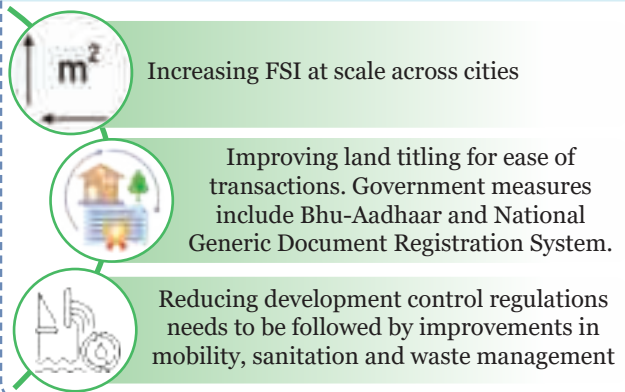 m²
Increasing FSI at scale across cities
Improving land titling for ease of
transactions. Government measures
include Bhu-Aadhaar and National
Generic Document Registration System.
Reducing development control regulations
needs to be followed by improvements in
mobility, sanitation and waste management